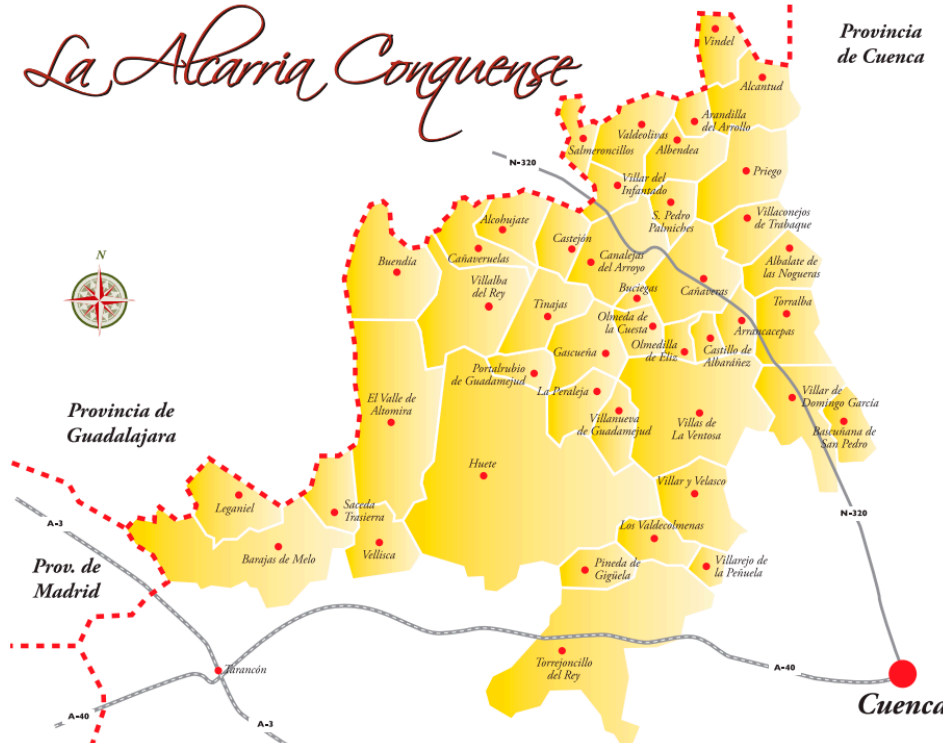 La Alcarria Conquense
Provincia
de Cuenca
Vindel
Alcantud
Arandilla
del Arrollo
Valdeolivas
Salmeroncillos
Albendea
N-320
Priego
Villar del
Infantado
S. Pedro
Palmiches
Villaconejos
de Trabaque
Alcohujate
Castejón
Cañaveruelas
Buendía
Canalejas
del Arroyo
Albalate de
las Nogueras
N
Villalba
del Rey
Buciegas
Cañaveras
Tinajas
Torralba
Olmeda de
la Cuesta
Arrancacepas
Olmedilla
de Eliz
Castillo de
Albaráñez
Gascueña
Portalrubio
de Guadamejud
La Peraleja
El Valle de
Altomira
Villar de
Domingo García
Provincia de
Guadalajara
Villanueva
de Guadamejud
Villas de
La Ventosa
Bascuñana de
San Pedro
Huete
Villar y Velasco
Leganiel
Saceda
Trasierra
N-320
A-3
Los Valdecolmenas
Barajas de Melo
Vellisca
Prov. de
Madrid
Pineda de
Gigüela
Villarejo de
la Peñuela
Torrejoncillo
del Rey
A-40
Tarancón
Cuenca
A-40
A-3